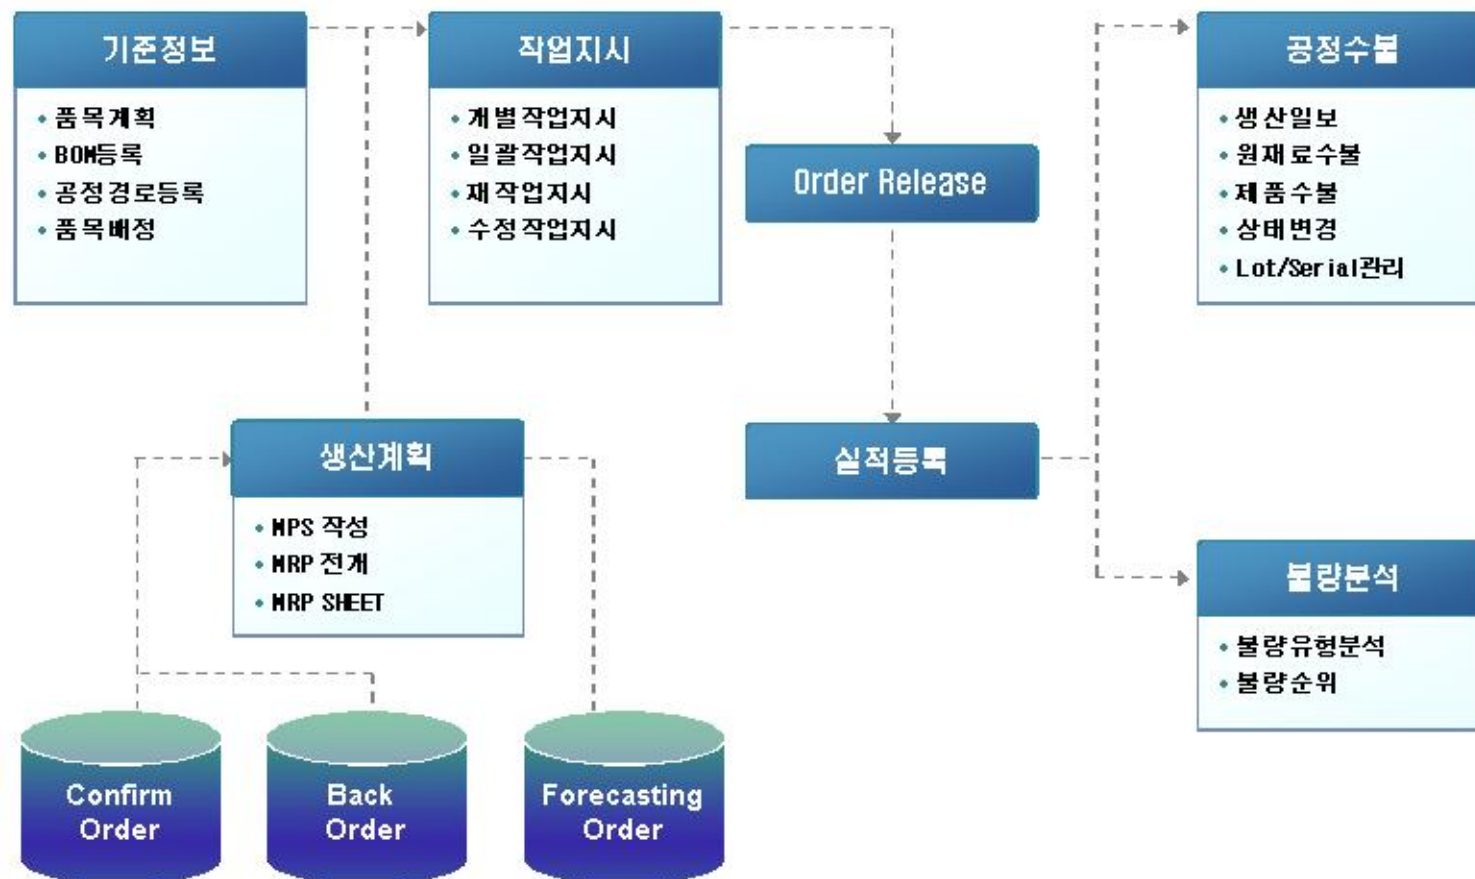 기준정보
• 품목계획
• BOM등록
• 공정경로등록
• 품목배정
작업지시
• 개별작업지시
• 일괄작업지시
• 재작업지시
• 수정작업지시
Order Release
공정수불
• 생산일보
• 원재료수불
• 제품수불
• 상태변경
• Lot/Serial관리
생산계획
• MPS 작성
• MRP 전개
• MRP SHEET
실적등록
불량분석
• 불량유형분석
• 불량순위
Confirm
Order
Back
Order
Forecasting
Order